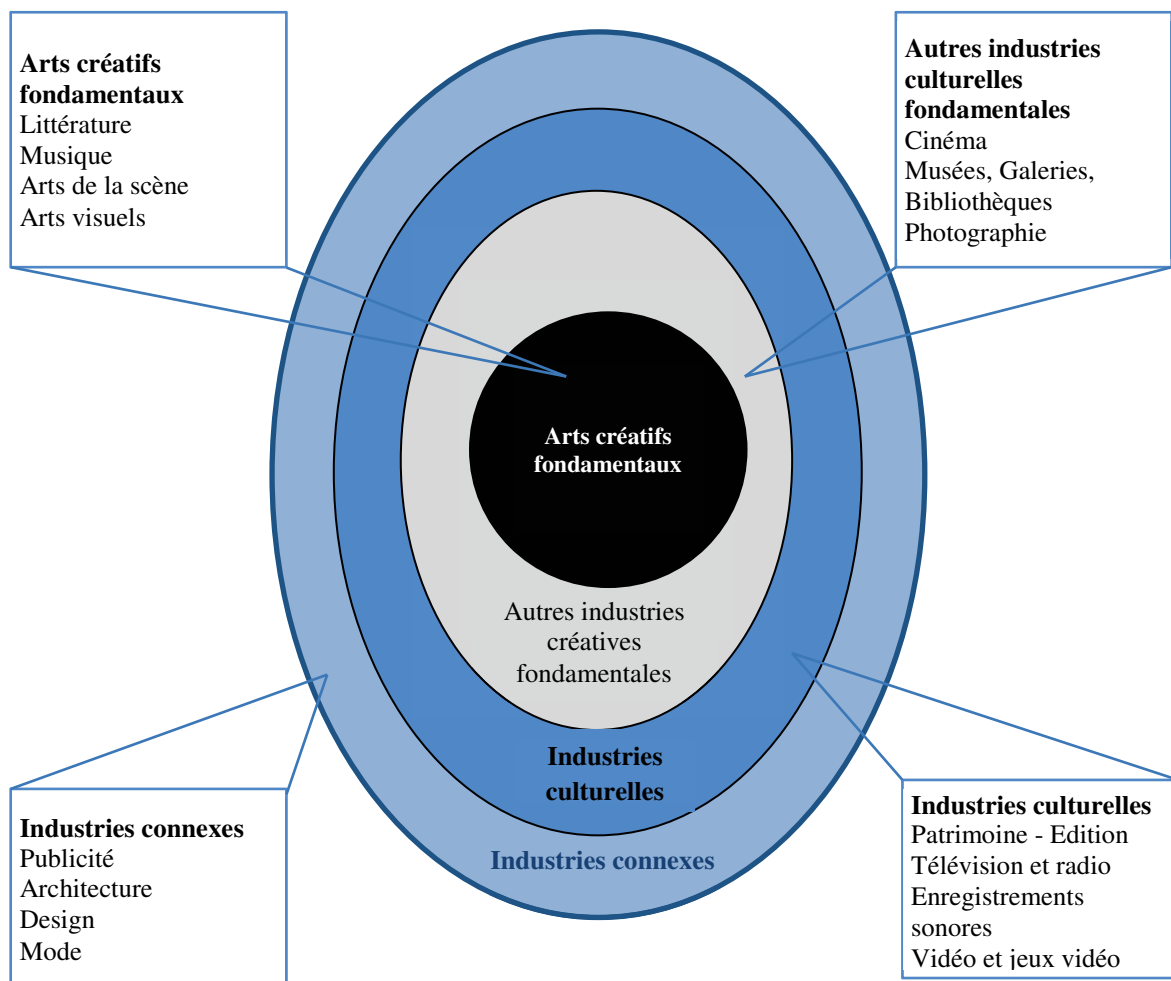 Arts créatifs
fondamentaux
Littérature
Musique
Arts de la scène
Arts visuels
Autres industries
culturelles
fondamentales
Cinéma
Musées, Galeries,
Bibliothèques
Photographie
Arts créatifs
fondamentaux
Autres industries
créatives
fondamentales
Industries
culturelles
Industries connexes
Industries connexes
Publicité
Architecture
Design
Mode
Industries culturelles
Patrimoine - Edition
Télévision et radio
Enregistrements
sonores
Vidéo et jeux vidéo